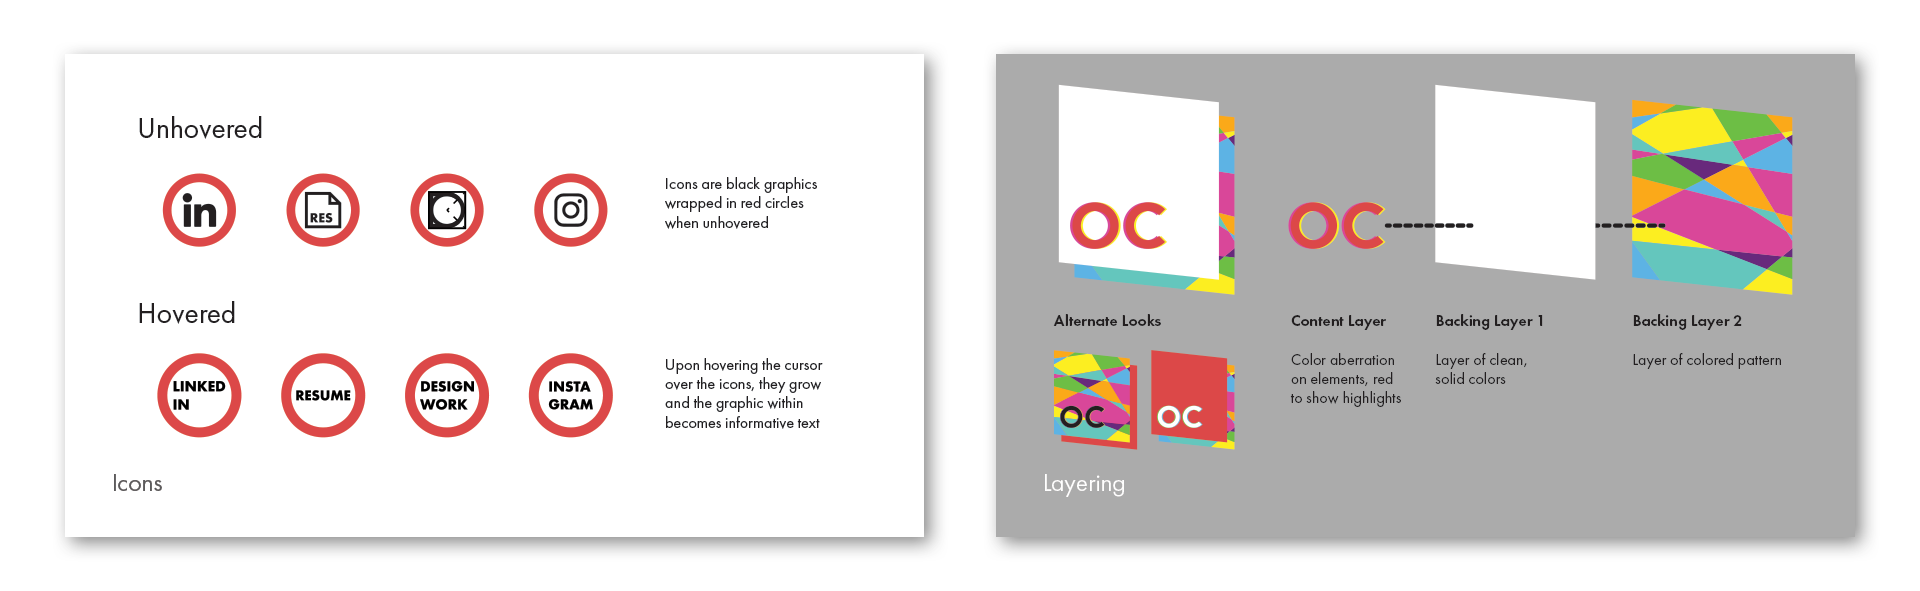 Unhovered
in
RES
Icons are black graphics
wrapped in red circles
when unhovered
Hovered
LINKED
IN
RESUME
DESIGN
WORK
INSTA
GRAM
Upon hovering the cursor
over the icons, they grow
and the graphic within
becomes informative text
Icons
OC
OC
Alternate Looks
Content Layer
Backing Layer 1
Backing Layer 2
Color aberration
on elements, red
to show highlights
Layer of clean,
solid colors
Layer of colored pattern
OC
OC
Layering